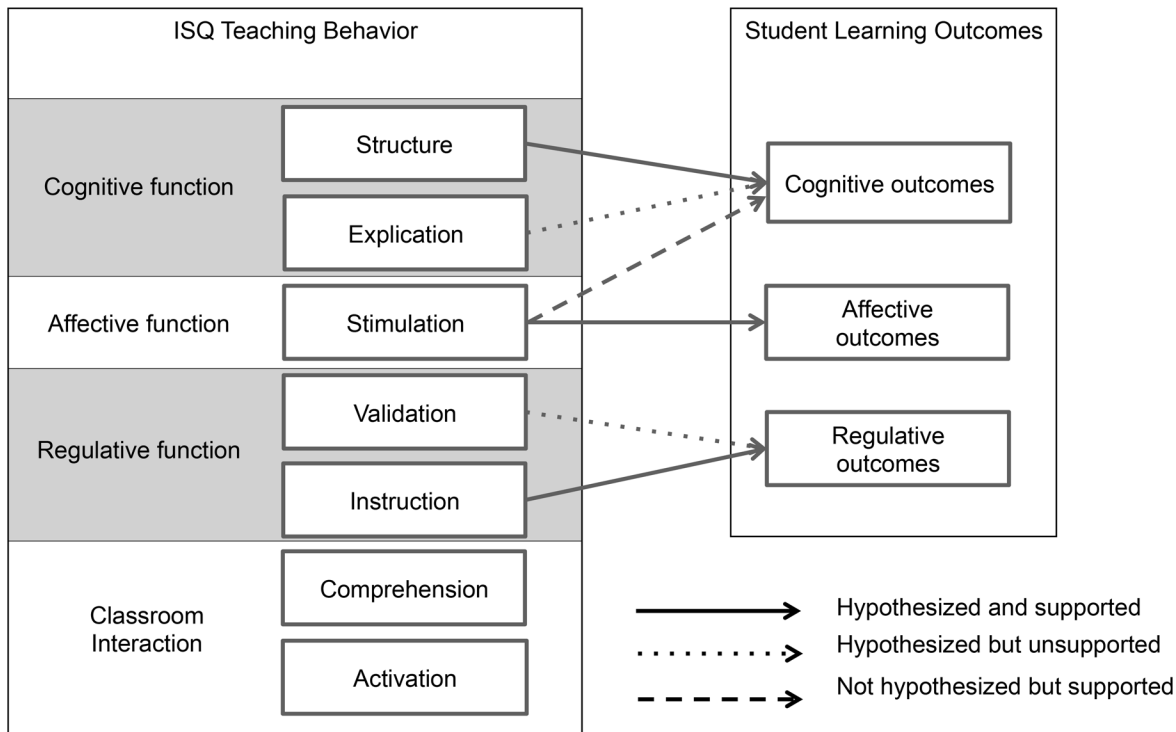 ISQ Teaching Behavior
Student Learning Outcomes
Cognitive function
Structure
Explication
Cognitive outcomes
Affective function
Stimulation
Affective
outcomes
Regulative function
Validation
Instruction
Regulative
outcomes
Classroom
Interaction
Comprehension
Activation
Hypothesized and supported
Hypothesized but unsupported
Not hypothesized but supported